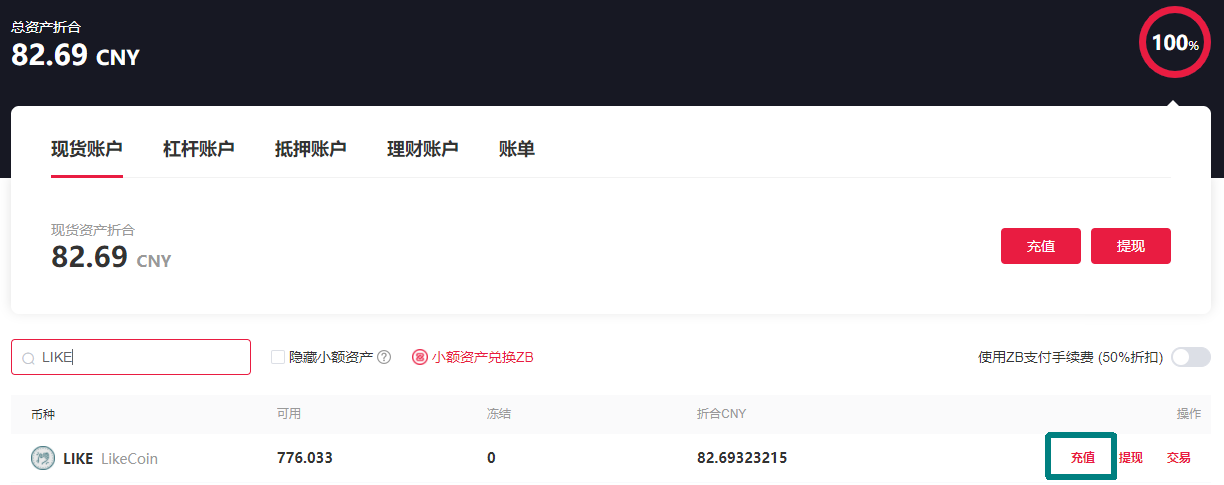 总资产折合
82.69 CNY
100%
现货账户 杠杆账户 抵押账户 理财账户 账单
现货资产折合
82.69 CNY
充值 提现
LIKE 隐藏小额资产 ? 小额资产兑换ZB 使用ZB支付手续费 (50%折扣)
币种 可用 冻结 折合CNY 操作
LIKE LikeCoin 776.033 0 82.69323215 充值 提现 交易